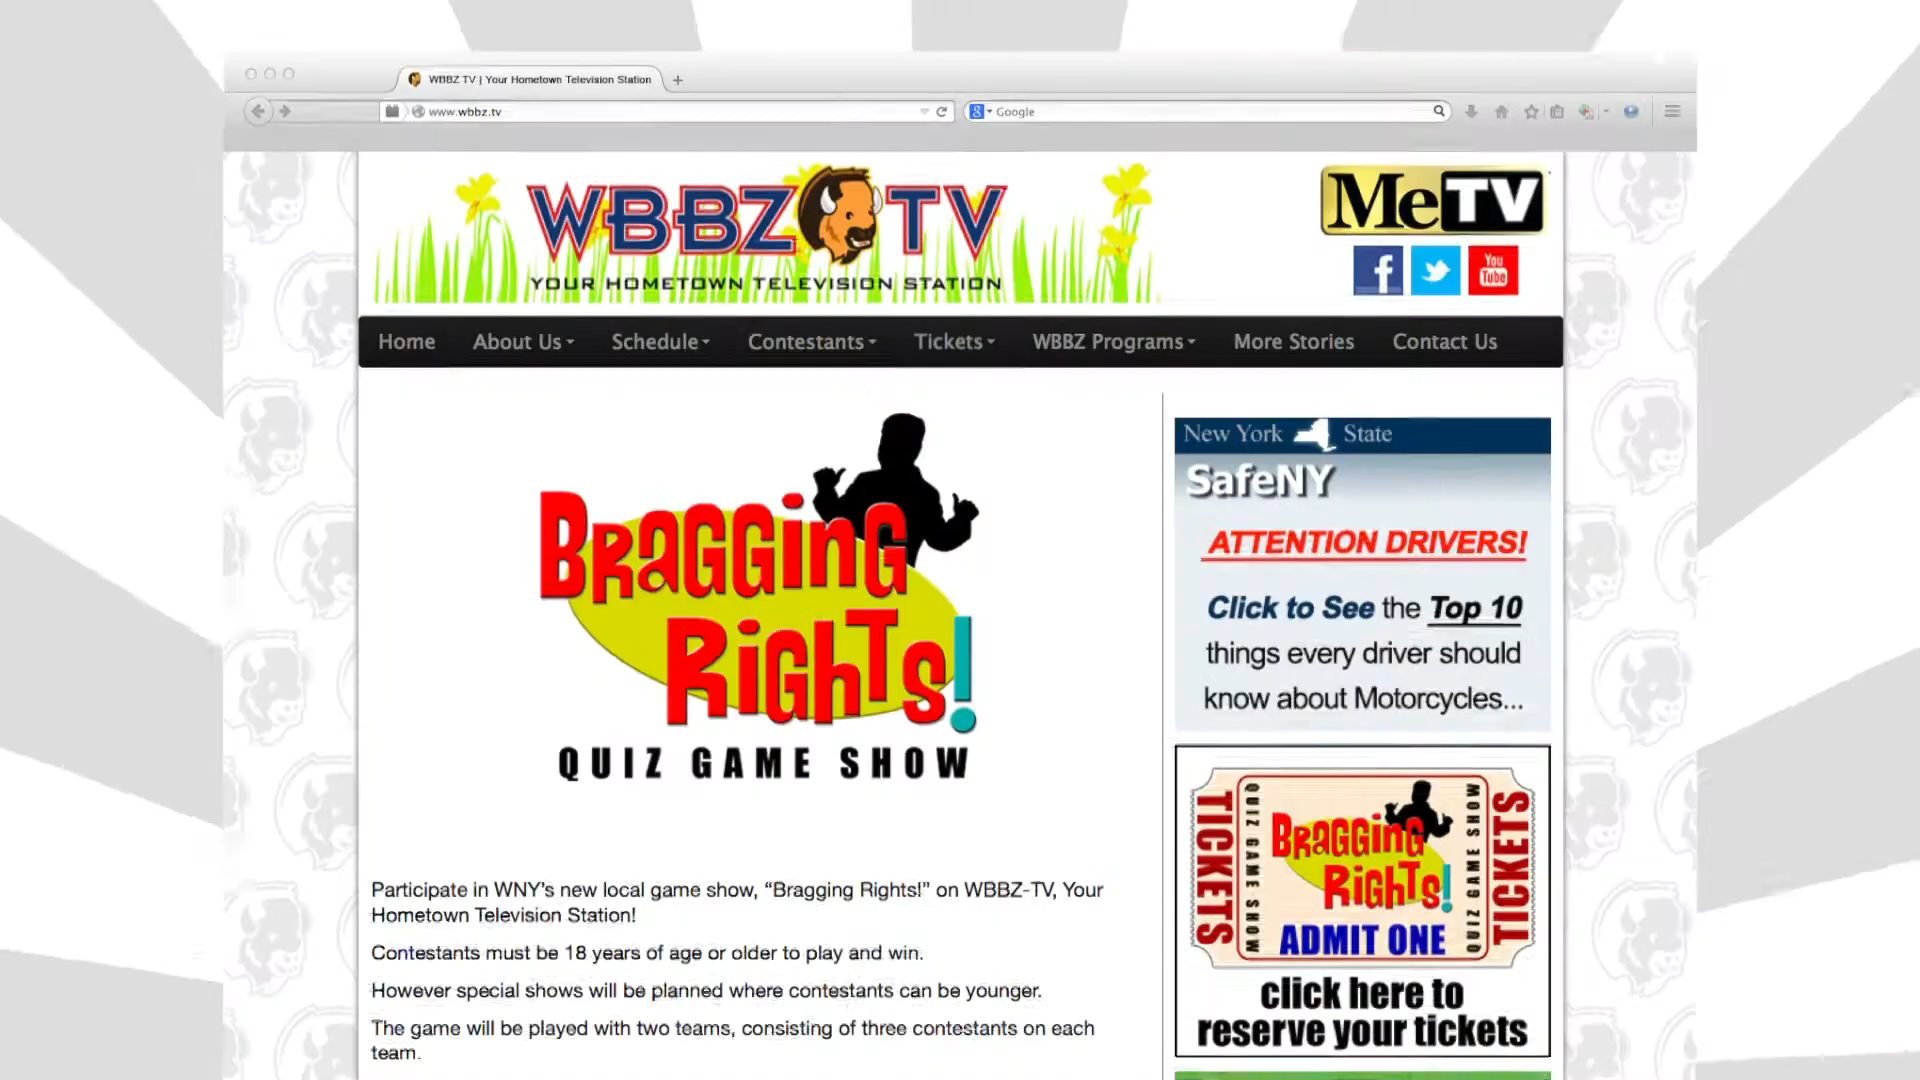 WBBZ TV | Your Hometown Television Station
www.wbbz.tv
Google
WBBZ TV
YOUR HOMETOWN TELEVISION STATION
MeTV
You
Tube
Home
About Us
Schedule
Contestants
Tickets
WBBZ Programs
More Stories
Contact Us
BRAGGING
RIGHTS!
QUIZ GAME SHOW
Participate in WNY's new local game show, “Bragging Rights!” on WBBZ-TV, Your
Hometown Television Station!
Contestants must be 18 years of age or older to play and win.
However special shows will be planned where contestants can be younger.
The game will be played with two teams, consisting of three contestants on each
team.
New York State
SafeNY
ATTENTION DRIVERS!
Click to See the Top 10
things every driver should
know about Motorcycles...
TICKETS
QUIZ GAME SHOW
BRAGGING
RIGHTS!
ADMIT ONE
QUIZ GAME SHOW
TICKETS
click here to
reserve your tickets